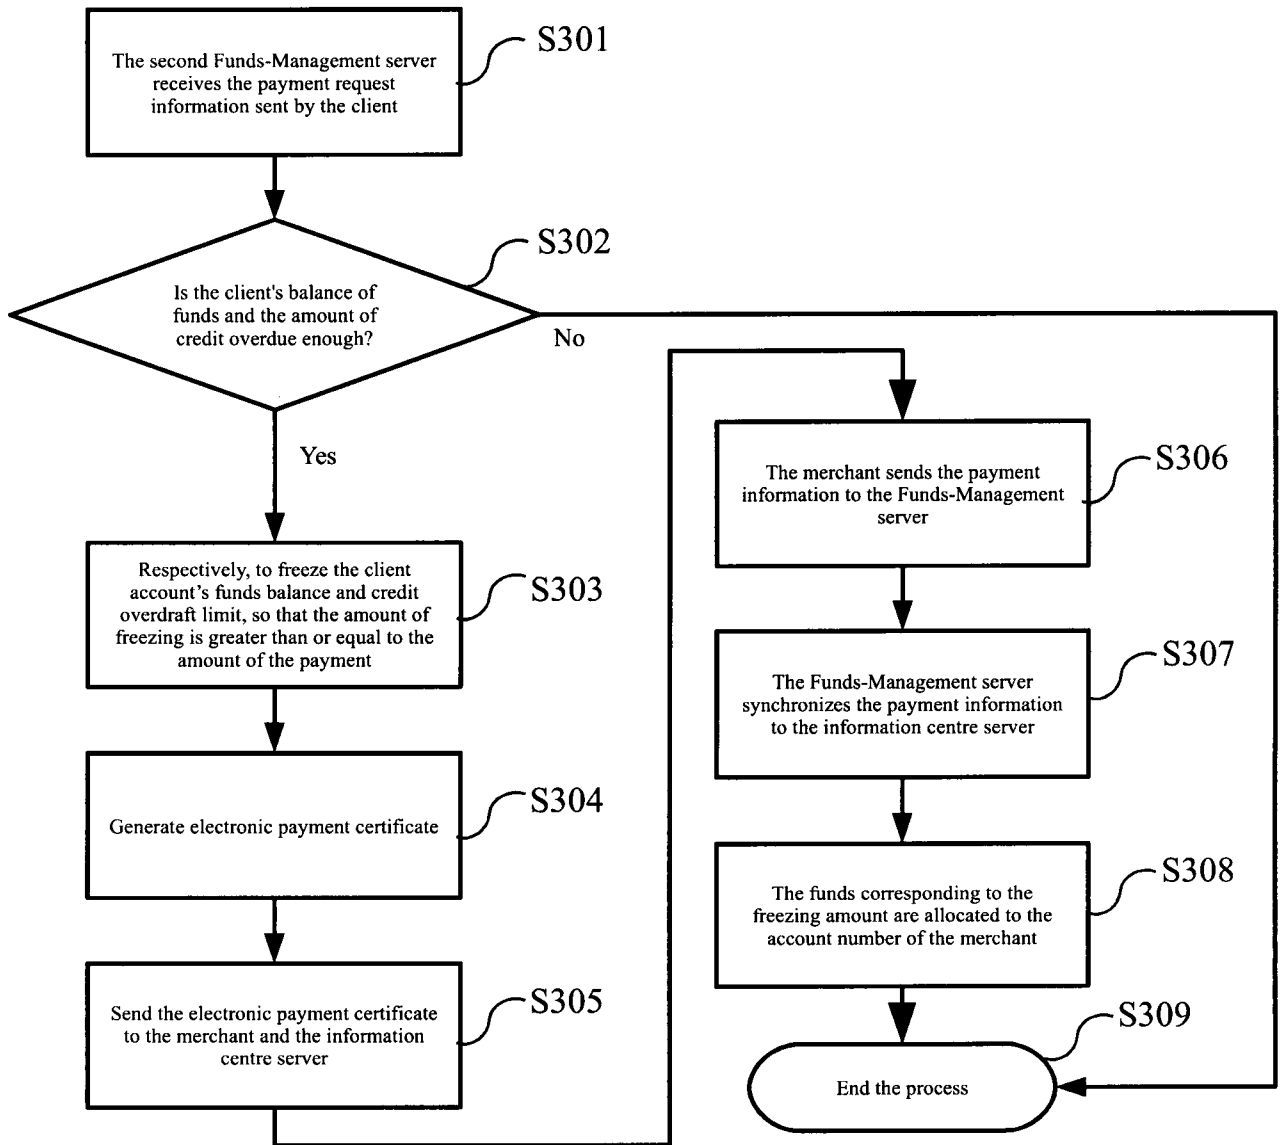 The second Funds-Management server
receives the payment request
information sent by the client
S301
Is the client's balance of
funds and the amount of
credit overdue enough?
S302
No
Yes
Respectively, to freeze the client
account's funds balance and credit
overdraft limit, so that the amount of
freezing is greater than or equal to the
amount of the payment
S303
Generate electronic payment certificate
S304
Send the electronic payment certificate
to the merchant and the information
centre server
S305
The merchant sends the payment
information to the Funds-Management
server
S306
The Funds-Management server
synchronizes the payment information
to the information centre server
S307
The funds corresponding to the
freezing amount are allocated to the
account number of the merchant
S308
End the process
S309